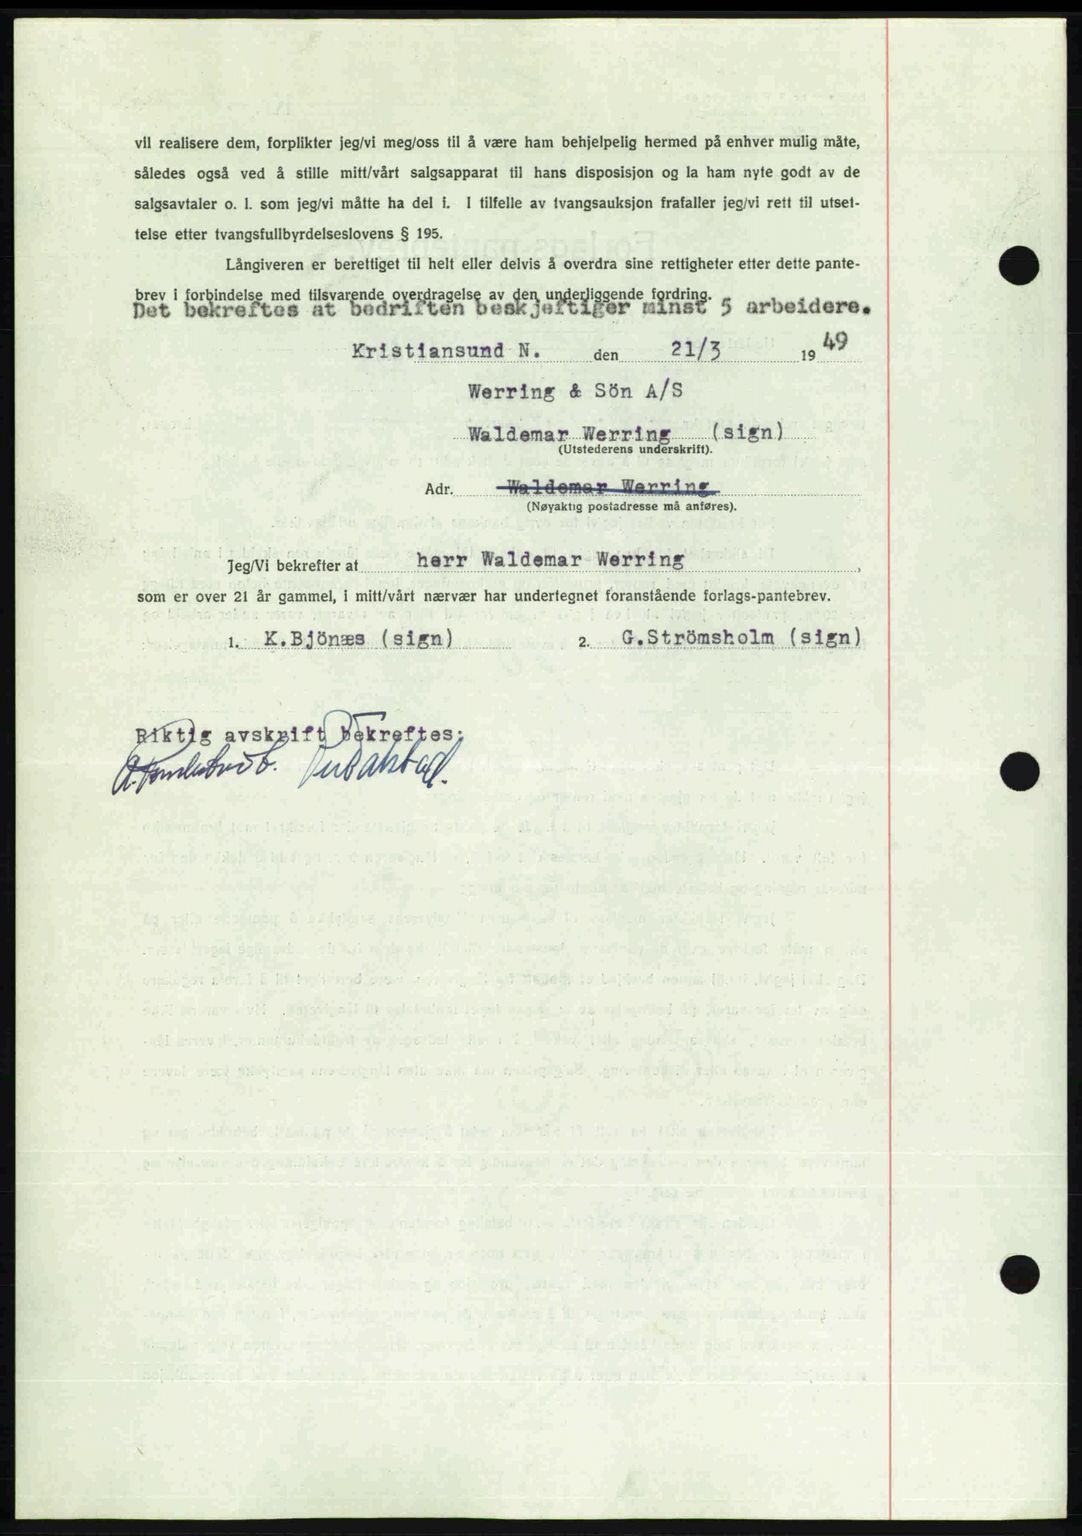 vil realisere dem, forplikter jeg/vi meg/oss til å være ham behjelpelig hermed på enhver mulig måte,
således også ved å stille mitt/vårt salgsapparat til hans disposisjon og la ham nyte godt av de
salgsavtaler o. l. som jeg/vi måtte ha del i. I tilfelle av tvangsauksjon frafaller jeg/vi rett til utset-
telse etter tvangsfullbyrdelseslovens § 195.
Långiveren er berettiget til helt eller delvis å overdra sine rettigheter etter dette pante-
brev i forbindelse med tilsvarende overdragelse av den underliggende fordring.
Det bekreftes at bedriften beskjeftiger minst 5 arbeidere.
Kristiansund N. den 21/3 1949
Werring & Sön A/S
Waldemar Werring (sign)
(Utstederens underskrift).
Adr. Waldemar Werring
(Nøyaktig postadresse må anføres).
Jeg/Vi bekrefter at herr Waldemar Werring,
som er over 21 år gammel, i mitt/vårt nærvær har undertegnet foranstående forlags-pantebrev.
1. K.Bjönæs (sign) 2. G.Strömsholm (sign)
Riktig avskrift bekreftes: